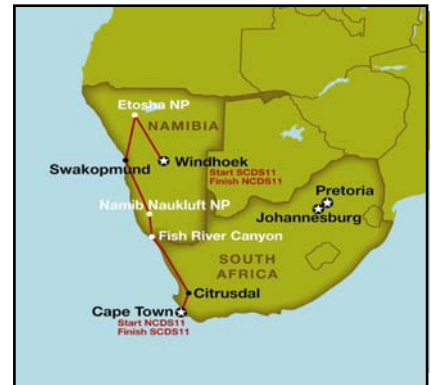 Etosha NP
NAMIBIA
Swakopmund
Windhoek
Start SCDS11
Finish NCDS11
Pretoria
Johannesburg
Namib Naukluft NP
Fish River Canyon
SOUTH
AFRICA
Citrusdal
Cape Town
Start NCDS11
Finish SCDS11